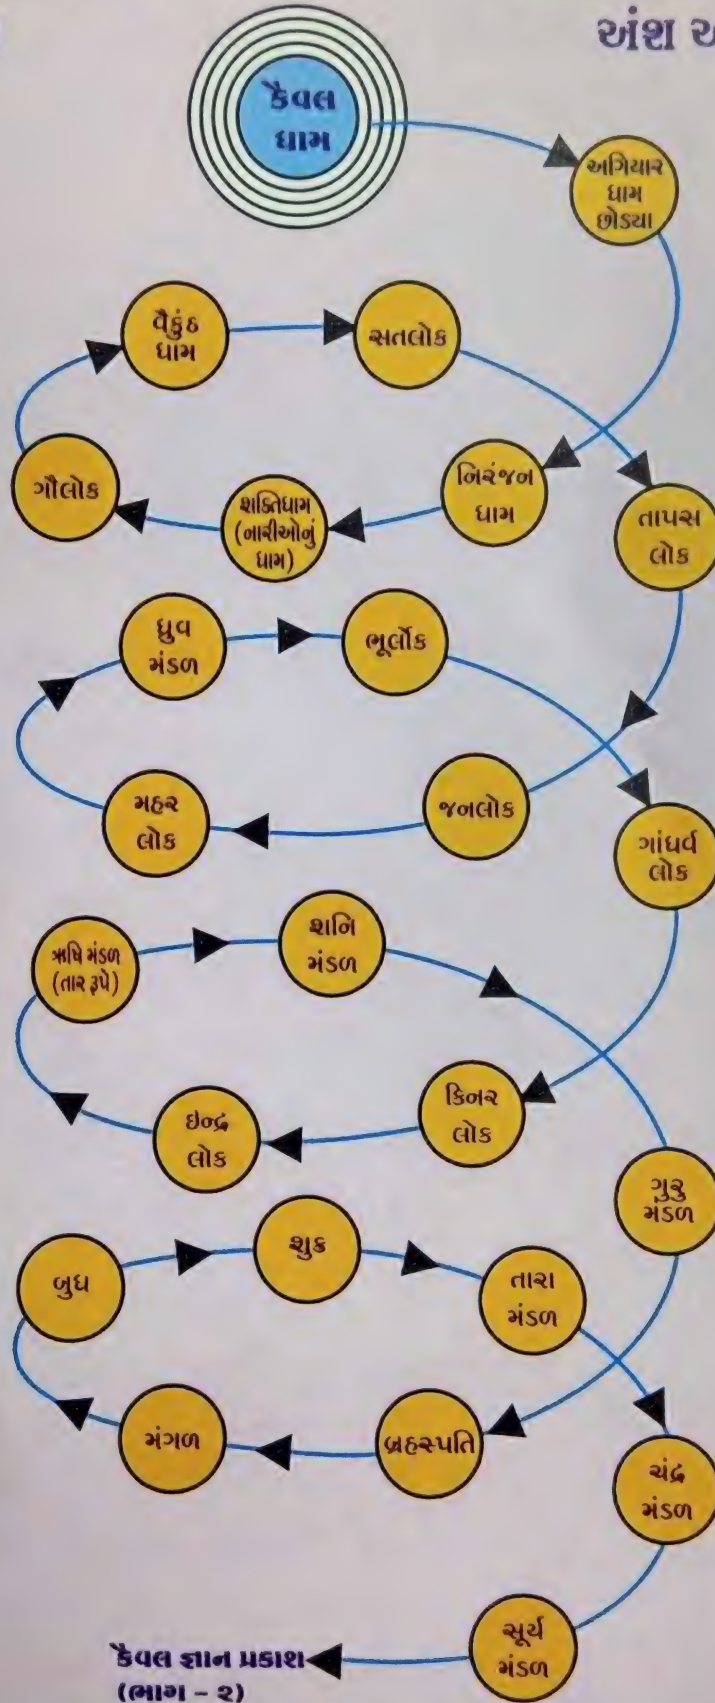 અંશ અ
કૈવલ
ધામ
અગિયાર
ધામ
છોડયા
નિરંજન
ધામ
શક્તિધામ
(નારીઓનું
ધામ)
ગૌલોક
વૈકુંઠ
ધામ
સતલોક
તાપસ
લોક
જનલોક
મહર
લોક
ધ્રુવ
મંડળ
ભૂર્લોક
ગાંધર્વ
લોક
કિનર
લોક
ઇન્દ્ર
લોક
ઋષિ મંડળ
(તાર રૂપે)
શનિ
મંડળ
ગુરુ
મંડળ
બ્રહસ્પતિ
મંગળ
બુધ
શુક્ર
તારા
મંડળ
ચંદ્ર
મંડળ
સૂર્ય
મંડળ
કૈવલ જ્ઞાન પ્રકાશ
(ભાગ – ૨)